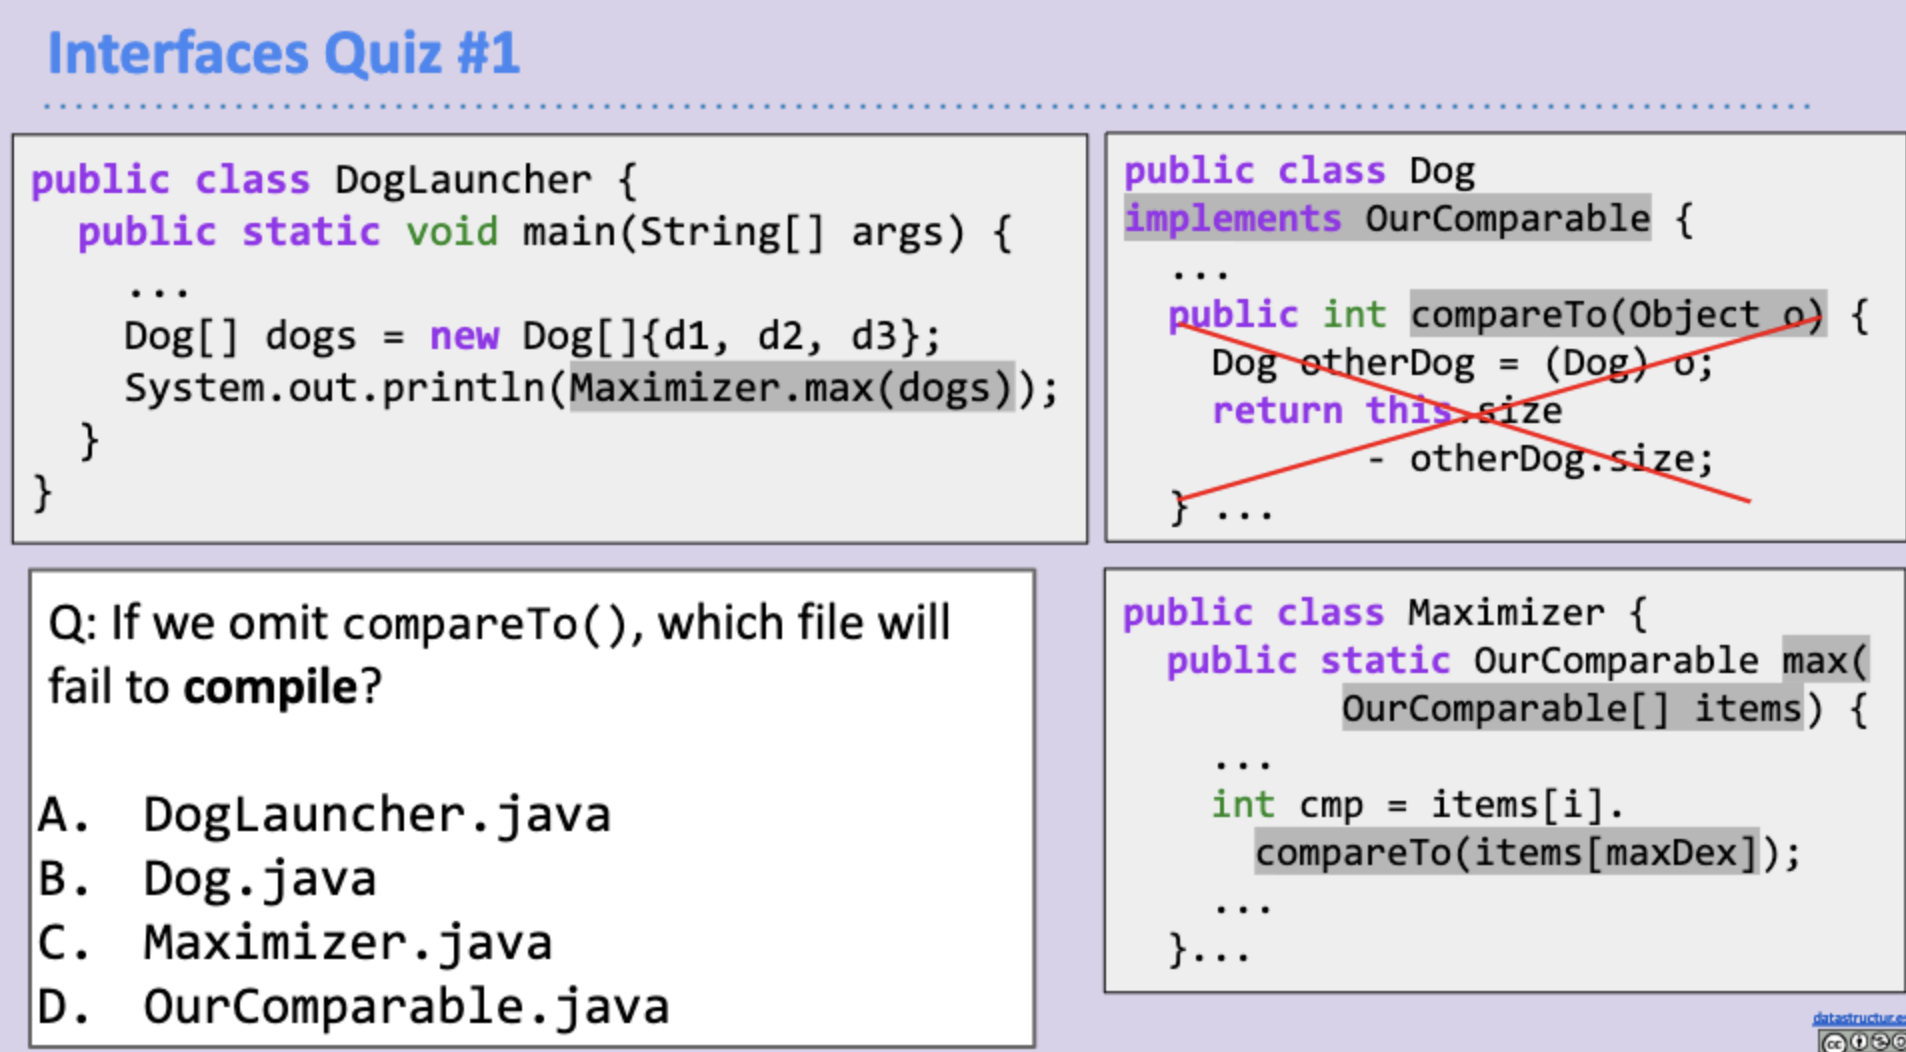 Interfaces Quiz #1
public class DogLauncher {
public static void main(String[] args) {
...
Dog[] dogs = new Dog[]{d1, d2, d3};
System.out.println(Maximizer.max(dogs));
}
}
public class Dog
implements OurComparable {
...
public int compareTo(Object o) {
Dog otherDog = (Dog) o;
return this.size
- otherDog.size;
} ...
Q: If we omit compareTo(), which file will
fail to compile?
A. DogLauncher.java
B. Dog.java
C. Maximizer.java
D. OurComparable.java
public class Maximizer {
public static OurComparable max(
OurComparable[] items) {
...
int cmp = items[i].
compareTo(items[maxDex]);
...
}...
datastructur.es